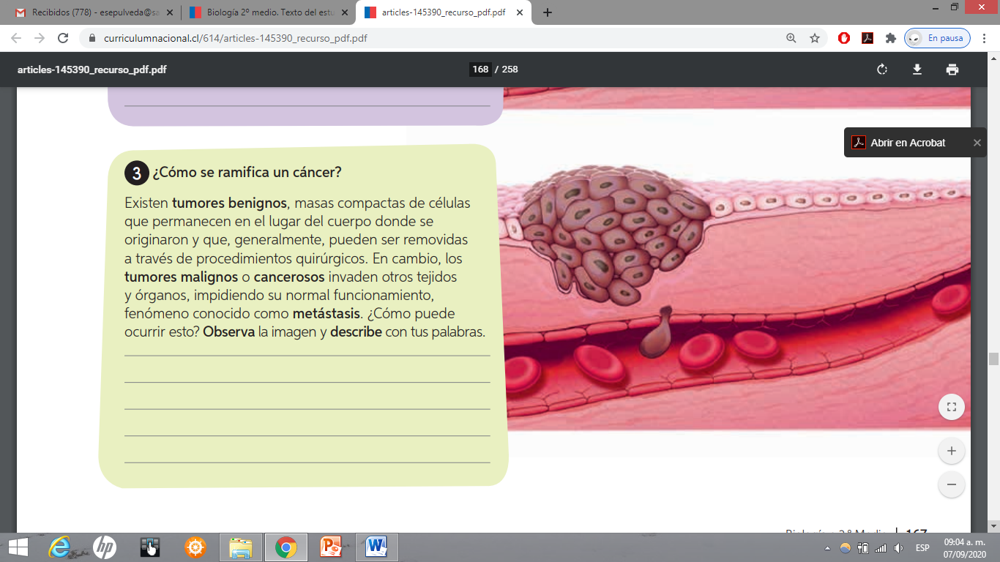 Recibidos (778) - esepulveda@sa
Biología 2º medio. Texto del estu
articles-145390_recurso_pdf.pdf
curriculumnacional.cl/614/articles-145390_recurso_pdf.pdf
En pausa
articles-145390_recurso_pdf.pdf
168 / 258
Abrir en Acrobat
3 ¿Cómo se ramifica un cáncer?
Existen tumores benignos, masas compactas de células
que permanecen en el lugar del cuerpo donde se
originaron y que, generalmente, pueden ser removidas
a través de procedimientos quirúrgicos. En cambio, los
tumores malignos o cancerosos invaden otros tejidos
y órganos, impidiendo su normal funcionamiento,
fenómeno conocido como metástasis. ¿Cómo puede
ocurrir esto? Observa la imagen y describe con tus palabras.
167
ESP
09:04 a. m.
07/09/2020